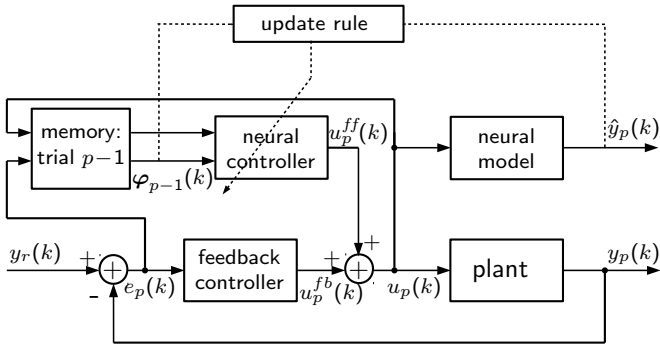 update rule
memory:
trial p−1
neural
controller
u_p^{ff}(k)
neural
model
ŷ_p(k)
φ_{p−1}(k)
+
y_r(k)
+
+
e_p(k)
feedback
controller
+
u_p^{fb}(k)
+
u_p(k)
plant
y_p(k)
-